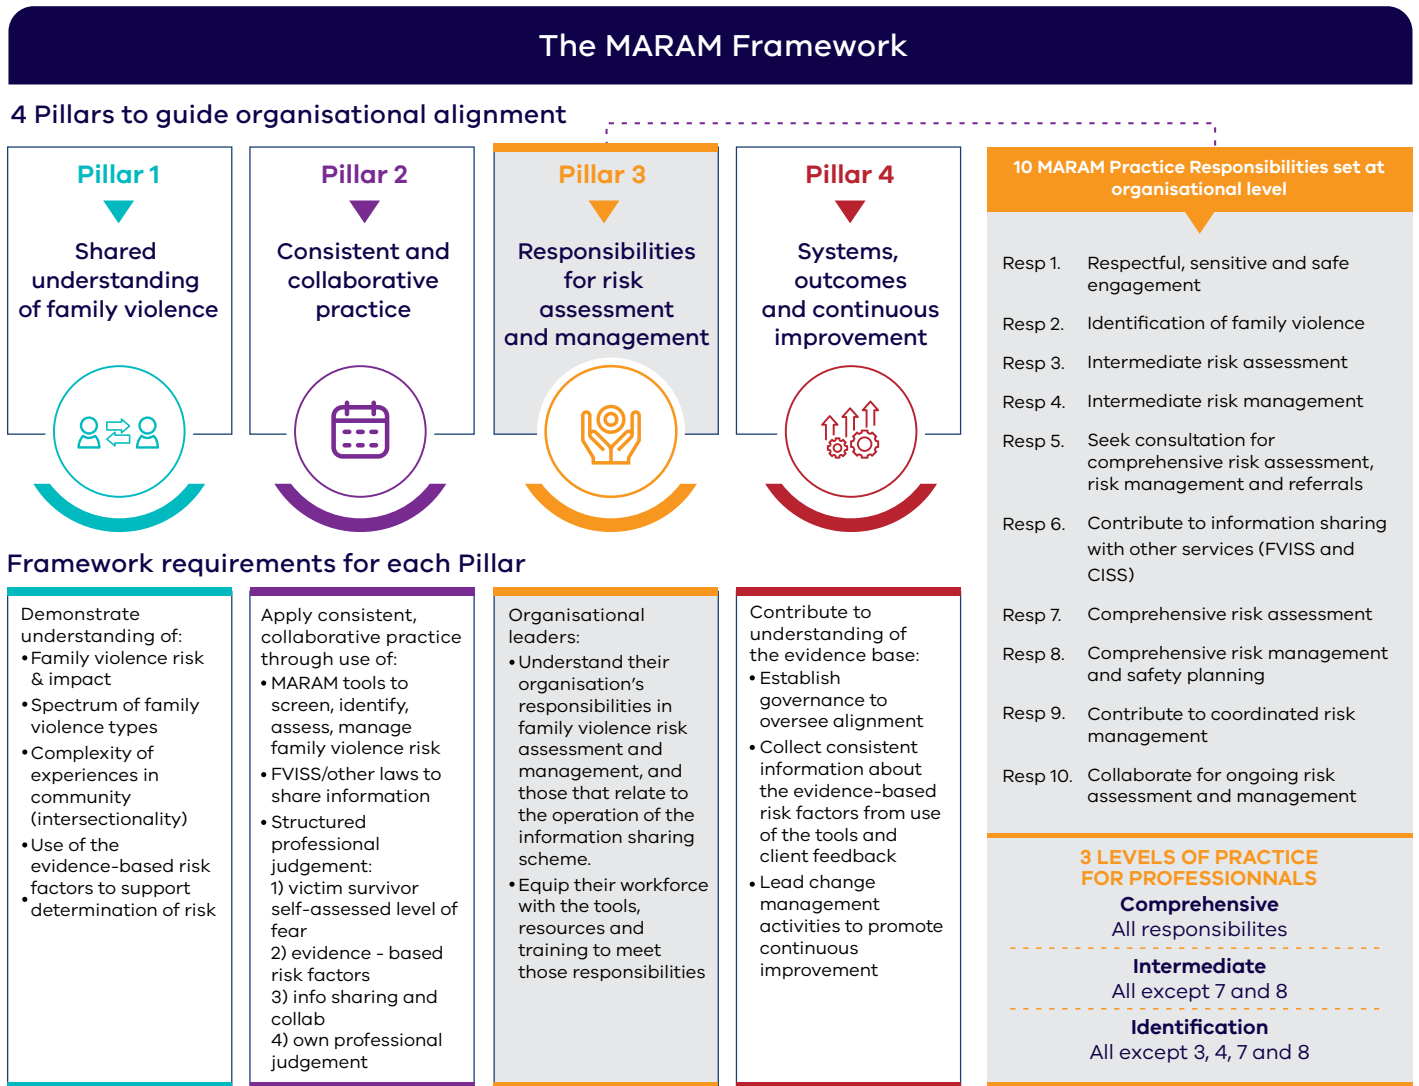 The MARAM Framework
4 Pillars to guide organisational alignment
Pillar 1
Shared
understanding
of family violence
Pillar 2
Consistent and
collaborative
practice
Pillar 3
Responsibilities
for risk
assessment
and management
Pillar 4
Systems,
outcomes
and continuous
improvement
Framework requirements for each Pillar
Demonstrate
understanding of:
• Family violence risk
& impact
• Spectrum of family
violence types
• Complexity of
experiences in
community
(intersectionality)
• Use of the
evidence-based risk
factors to support
• determination of risk
Apply consistent,
collaborative practice
through use of:
• MARAM tools to
screen, identify,
assess, manage
family violence risk
• FVISS/other laws to
share information
• Structured
professional
judgement:
1) victim survivor
self-assessed level of
fear
2) evidence - based
risk factors
3) info sharing and
collab
4) own professional
judgement
Organisational
leaders:
• Understand their
organisation's
responsibilities in
family violence risk
assessment and
management, and
those that relate to
the operation of the
information sharing
scheme.
• Equip their workforce
with the tools,
resources and
training to meet
those responsibilities
Contribute to
understanding of
the evidence base:
• Establish
governance to
oversee alignment
• Collect consistent
information about
the evidence-based
risk factors from use
of the tools and
client feedback
• Lead change
management
activities to promote
continuous
improvement
10 MARAM Practice Responsibilities set at
organisational level
Resp 1. Respectful, sensitive and safe
engagement
Resp 2. Identification of family violence
Resp 3. Intermediate risk assessment
Resp 4. Intermediate risk management
Resp 5. Seek consultation for
comprehensive risk assessment,
risk management and referrals
Resp 6. Contribute to information sharing
with other services (FVISS and
CISS)
Resp 7. Comprehensive risk assessment
Resp 8. Comprehensive risk management
and safety planning
Resp 9. Contribute to coordinated risk
management
Resp 10. Collaborate for ongoing risk
assessment and management
3 LEVELS OF PRACTICE
FOR PROFESSIONNALS
Comprehensive
All responsibilites
Intermediate
All except 7 and 8
Identification
All except 3, 4, 7 and 8